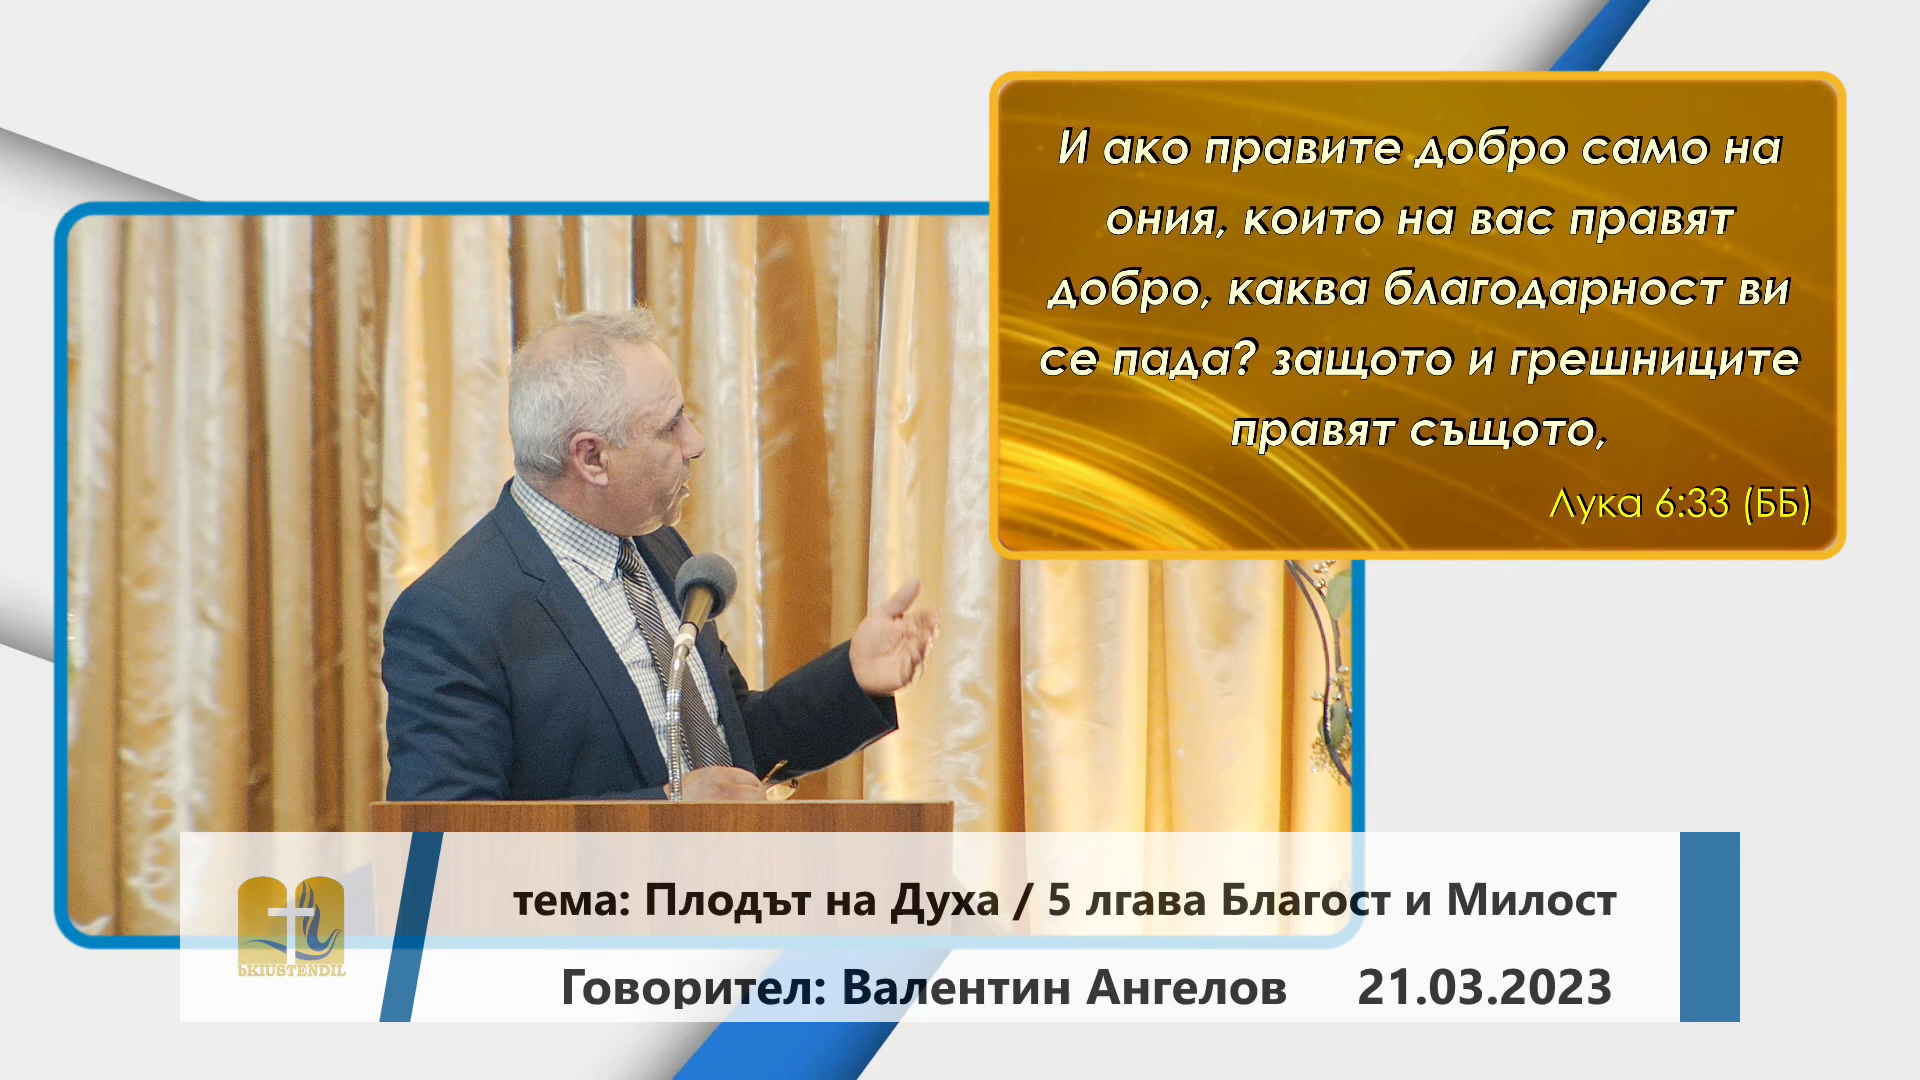 И ако правите добро само на
ония, които на вас правят
добро, каква благодарност ви
се пада? защото и грешниците
правят същото,
Лука 6:33 (ББ)
тема: Плодът на Духа / 5 лгава Благост и Милост
Говорител: Валентин Ангелов 21.03.2023
bKIUSTENDIL